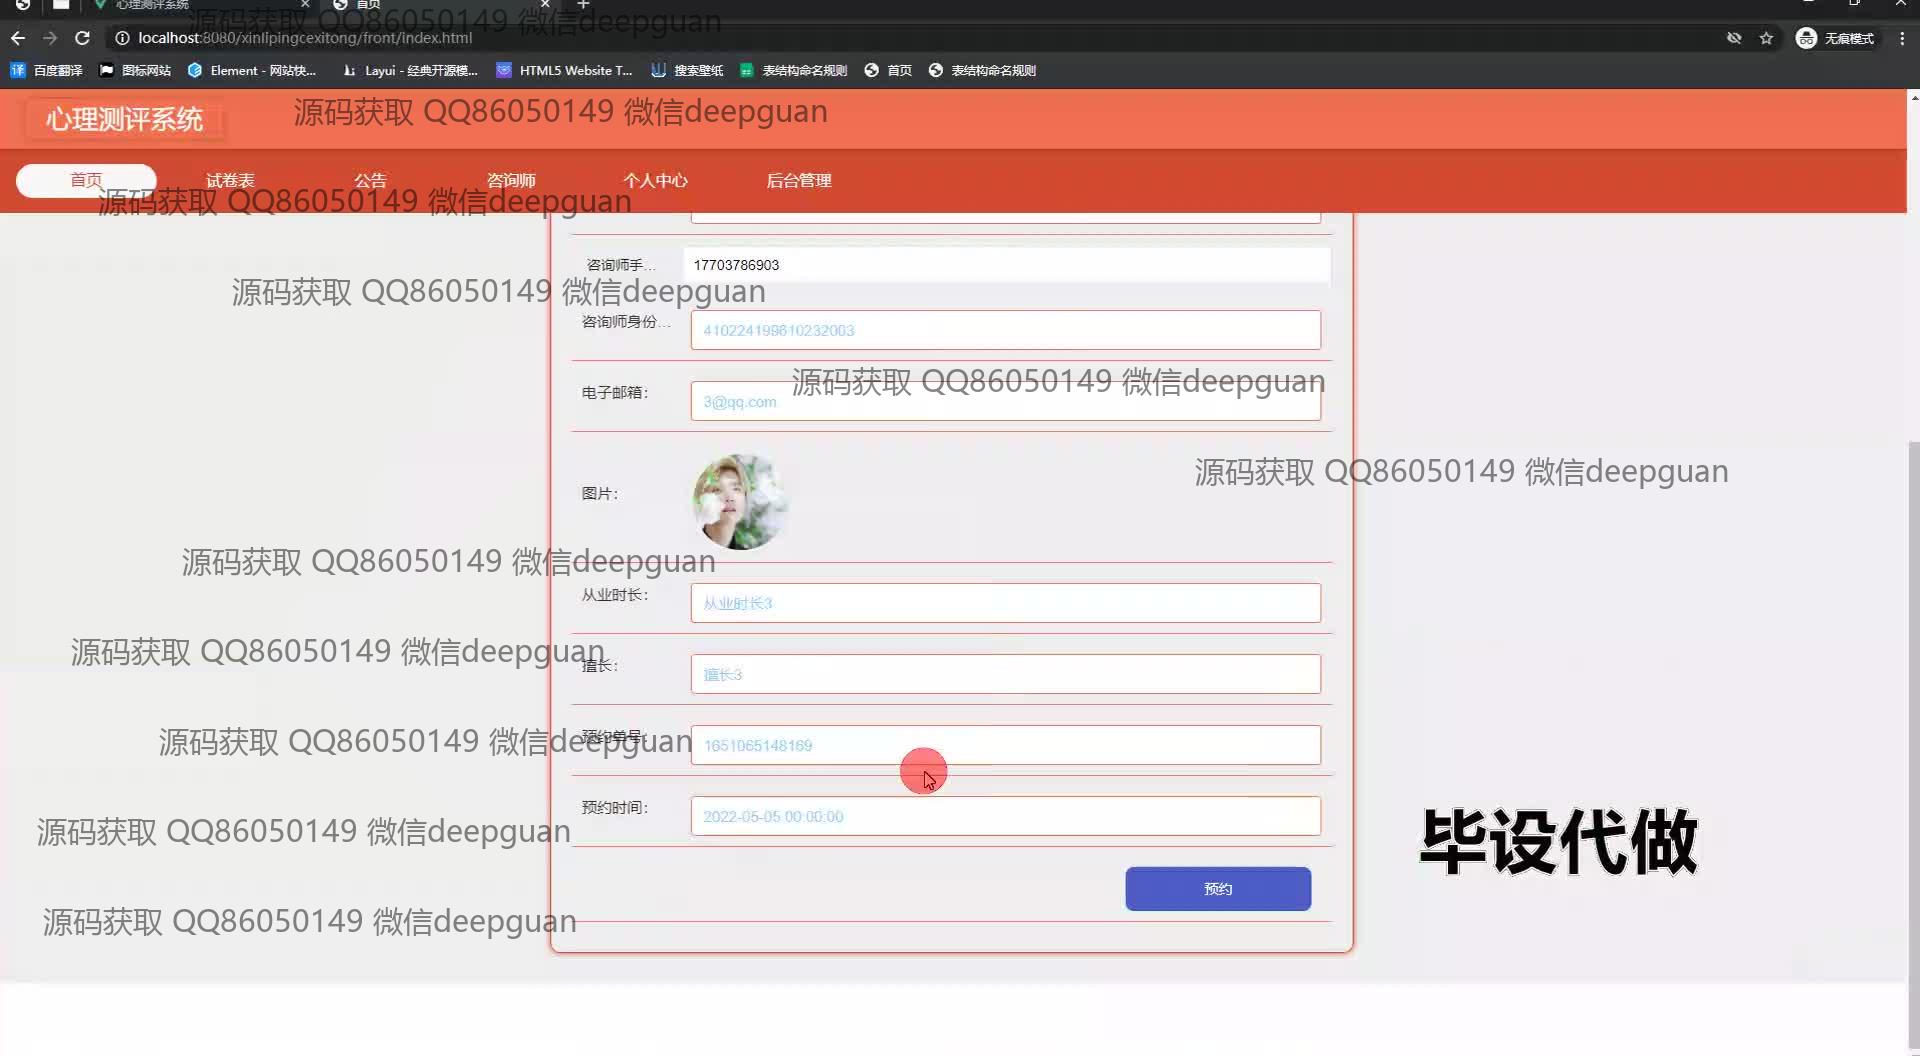 心理测评系统
首页
源码获取 QQ86050149 微信deepguan
localhost:8080/xinlipingcexitong/front/index.html
无痕模式
百度翻译
图标网站
Element - 网站快...
Layui - 经典开源模...
HTML5 Website T...
搜索壁纸
表结构命名规则
首页
表结构命名规则
心理测评系统
源码获取 QQ86050149 微信deepguan
首页
试卷表
公告
咨询师
个人中心
后台管理
源码获取 QQ86050149 微信deepguan
咨询师手...
17703786903
源码获取 QQ86050149 微信deepguan
咨询师身份...
410224199610232003
源码获取 QQ86050149 微信deepguan
电子邮箱：
3@qq.com
源码获取 QQ86050149 微信deepguan
图片：
源码获取 QQ86050149 微信deepguan
从业时长：
从业时长3
源码获取 QQ86050149 微信deepguan
擅长：
擅长3
源码获取 QQ86050149 微信deepguan
预约单号：
1651065148169
预约时间：
2022-05-05 00:00:00
源码获取 QQ86050149 微信deepguan
毕设代做
预约
源码获取 QQ86050149 微信deepguan